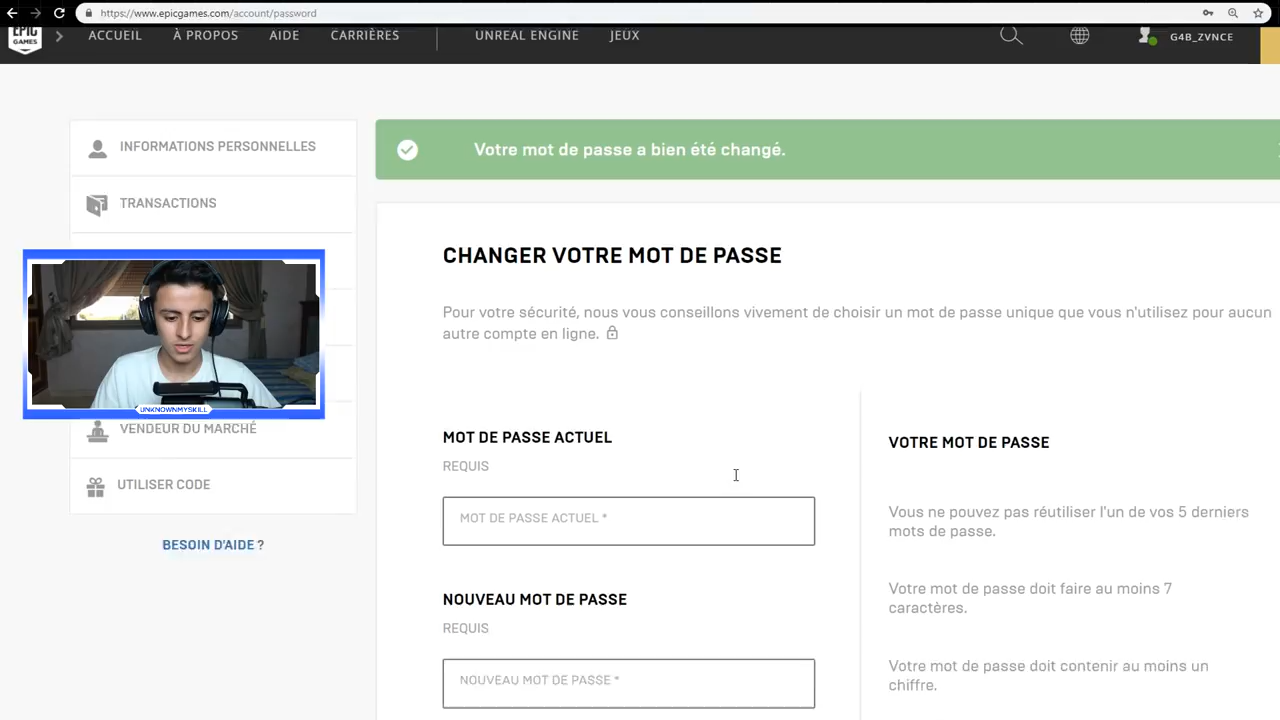 https://www.epicgames.com/account/password
EPIC GAMES
ACCUEIL
À PROPOS
AIDE
CARRIÈRES
UNREAL ENGINE
JEUX
G4B_ZVNCE
INFORMATIONS PERSONNELLES
TRANSACTIONS
UNKNOWNMYSKILL
VENDEUR DU MARCHÉ
UTILISER CODE
BESOIN D'AIDE ?
Votre mot de passe a bien été changé.
CHANGER VOTRE MOT DE PASSE
Pour votre sécurité, nous vous conseillons vivement de choisir un mot de passe unique que vous n'utilisez pour aucun
autre compte en ligne.
MOT DE PASSE ACTUEL
REQUIS
MOT DE PASSE ACTUEL *
NOUVEAU MOT DE PASSE
REQUIS
NOUVEAU MOT DE PASSE *
VOTRE MOT DE PASSE
Vous ne pouvez pas réutiliser l'un de vos 5 derniers
mots de passe.
Votre mot de passe doit faire au moins 7
caractères.
Votre mot de passe doit contenir au moins un
chiffre.